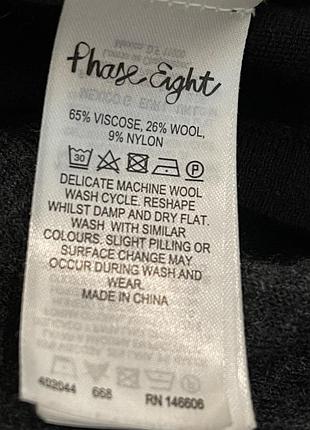 Phase Eight
65% VISCOSE, 26% WOOL,
9% NYLON
30 P
DELICATE MACHINE WOOL
WASH CYCLE. RESHAPE
WHILST DAMP AND DRY FLAT.
WASH WITH SIMILAR
COLOURS. SLIGHT PILLING OR
SURFACE CHANGE MAY
OCCUR DURING WASH AND
WEAR.
MADE IN CHINA
668 RN 146606